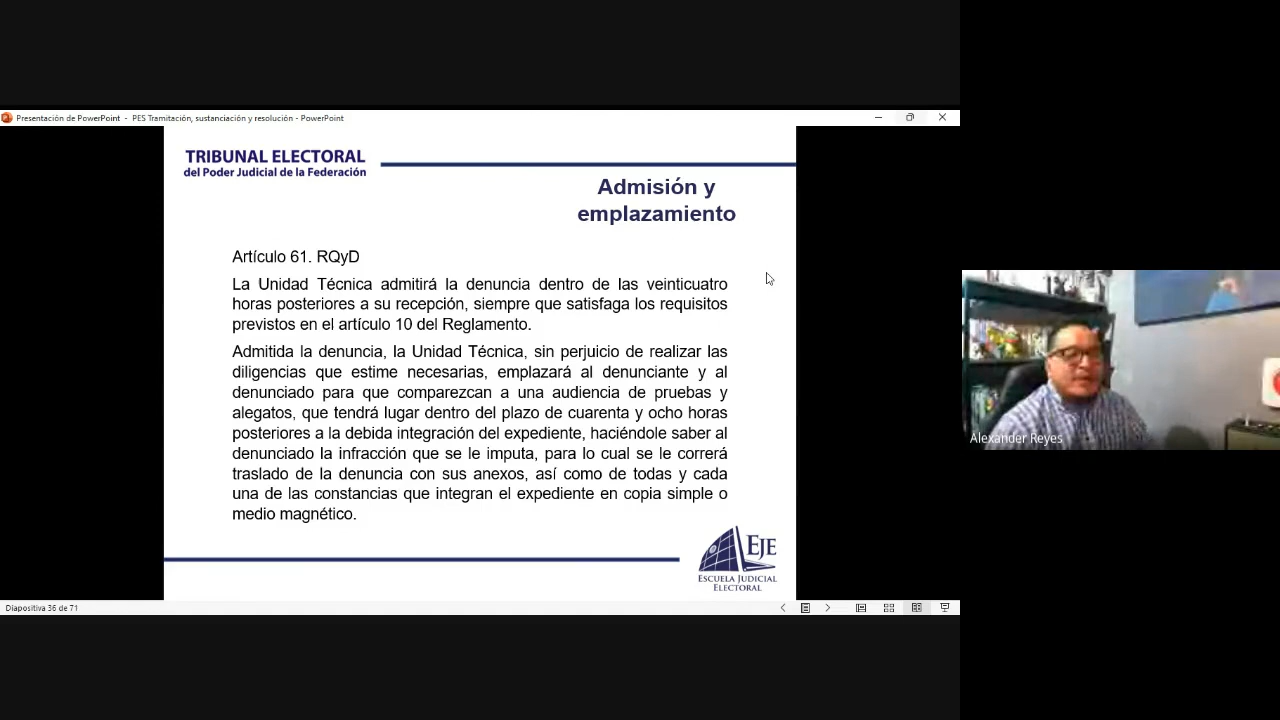 Presentación de PowerPoint - PES Tramitación, sustanciación y resolución - PowerPoint
TRIBUNAL ELECTORAL
del Poder Judicial de la Federación
Admisión y
emplazamiento
Artículo 61. RQyD
La Unidad Técnica admitirá la denuncia dentro de las veinticuatro
horas posteriores a su recepción, siempre que satisfaga los requisitos
previstos en el artículo 10 del Reglamento.
Admitida la denuncia, la Unidad Técnica, sin perjuicio de realizar las
diligencias que estime necesarias, emplazará al denunciante y al
denunciado para que comparezcan a una audiencia de pruebas y
alegatos, que tendrá lugar dentro del plazo de cuarenta y ocho horas
posteriores a la debida integración del expediente, haciéndole saber al
denunciado la infracción que se le imputa, para lo cual se le correrá
traslado de la denuncia con sus anexos, así como de todas y cada
una de las constancias que integran el expediente en copia simple o
medio magnético.
EJE
ESCUELA JUDICIAL
ELECTORAL
Diapositiva 36 de 71
Alexander Reyes